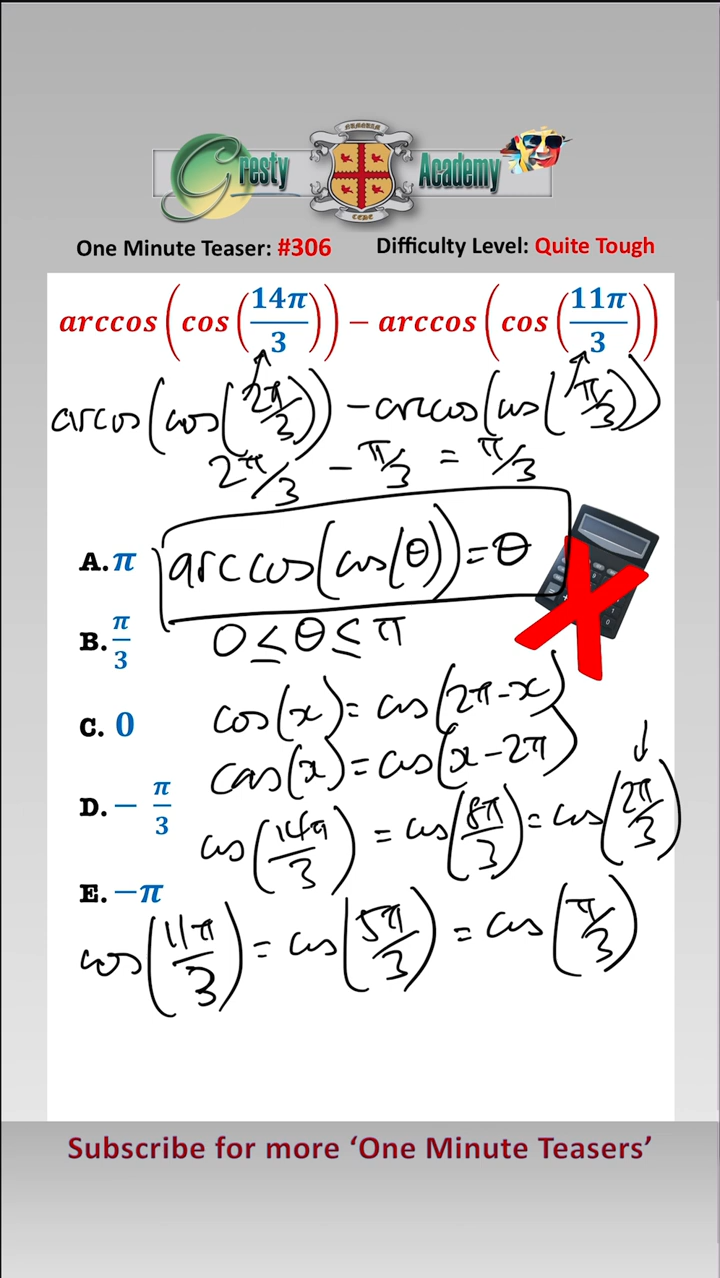 Gresty Academy
NUMQUAM
CEDE
One Minute Teaser: #306 Difficulty Level: Quite Tough
arccos(cos(14π/3)) − arccos(cos(11π/3))
arcos(cos(2π/3)) − arccos(cos(π/3))
2π/3 − π/3 = π/3
A. π
arccos(cos(θ)) = θ
B. π/3
0 ≤ θ ≤ π
C. 0
cos(x) = cos(2π − x)
cos(x) = cos(x − 2π)
D. − π/3
cos(14π/3) = cos(8π/3) = cos(2π/3)
E. −π
cos(11π/3) = cos(5π/3) = cos(π/3)
Subscribe for more ‘One Minute Teasers’